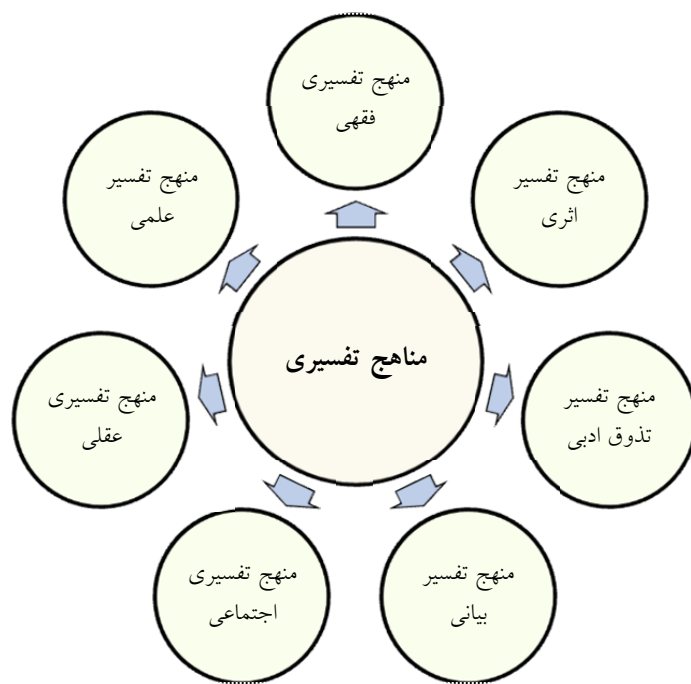 منهج تفسیری
فقهی
منهج تفسیر
اثری
منهج تفسیر
علمی
مناهج تفسیری
منهج تفسیر
تذوق ادبی
منهج تفسیری
عقلی
منهج تفسیر
بیانی
منهج تفسیری
اجتماعی